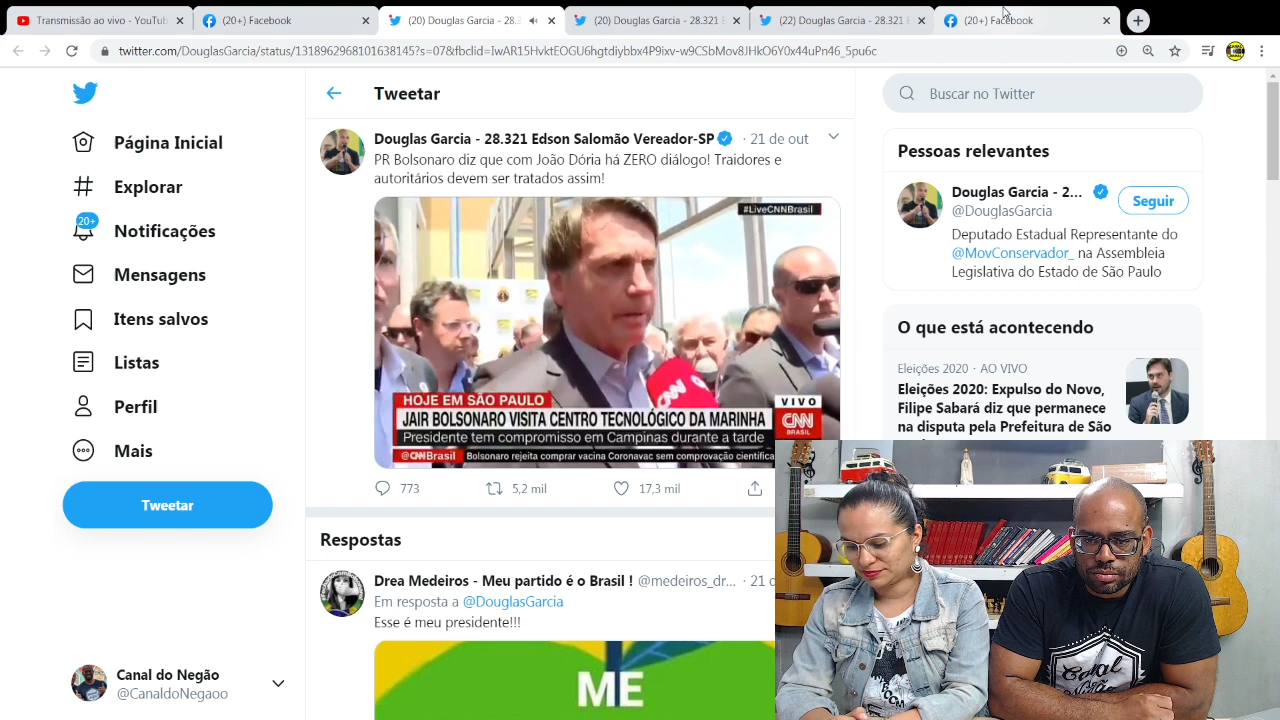 Transmissão ao vivo - YouTub
(20+) Facebook
(20) Douglas Garcia - 28.3
(20) Douglas Garcia - 28.321 E
(22) Douglas Garcia - 28.321 E
(20+) Facebook
twitter.com/DouglasGarcia/status/1318962968101638145?s=07&fbclid=IwAR15HvktEOGU6hgtdiybbx4P9ixv-w9CSbMov8JHkO6Y0x44uPn46_5pu6c
Página Inicial
Explorar
20+
Notificações
Mensagens
Itens salvos
Listas
Perfil
Mais
Tweetar
Canal do Negão
@CanaldoNegaoo
Tweetar
Douglas Garcia - 28.321 Edson Salomão Vereador-SP · 21 de out
PR Bolsonaro diz que com João Dória há ZERO diálogo! Traidores e
autoritários devem ser tratados assim!
#LiveCNNBrasil
CNN
HOJE EM SÃO PAULO
JAIR BOLSONARO VISITA CENTRO TECNOLÓGICO DA MARINHA
Presidente tem compromisso em Campinas durante a tarde
VIVO
CNN
BRASIL
@CNNBrasil Bolsonaro rejeita comprar vacina Coronavac sem comprovação científica
773
5,2 mil
17,3 mil
Respostas
Drea Medeiros - Meu partido é o Brasil ! @medeiros_dr... · 21 d
Em resposta a @DouglasGarcia
Esse é meu presidente!!!
ME
Buscar no Twitter
Pessoas relevantes
Douglas Garcia - 2...
@DouglasGarcia
Seguir
Deputado Estadual Representante do
@MovConservador_ na Assembleia
Legislativa do Estado de São Paulo
O que está acontecendo
Eleições 2020 · AO VIVO
Eleições 2020: Expulso do Novo,
Filipe Sabará diz que permanece
na disputa pela Prefeitura de São